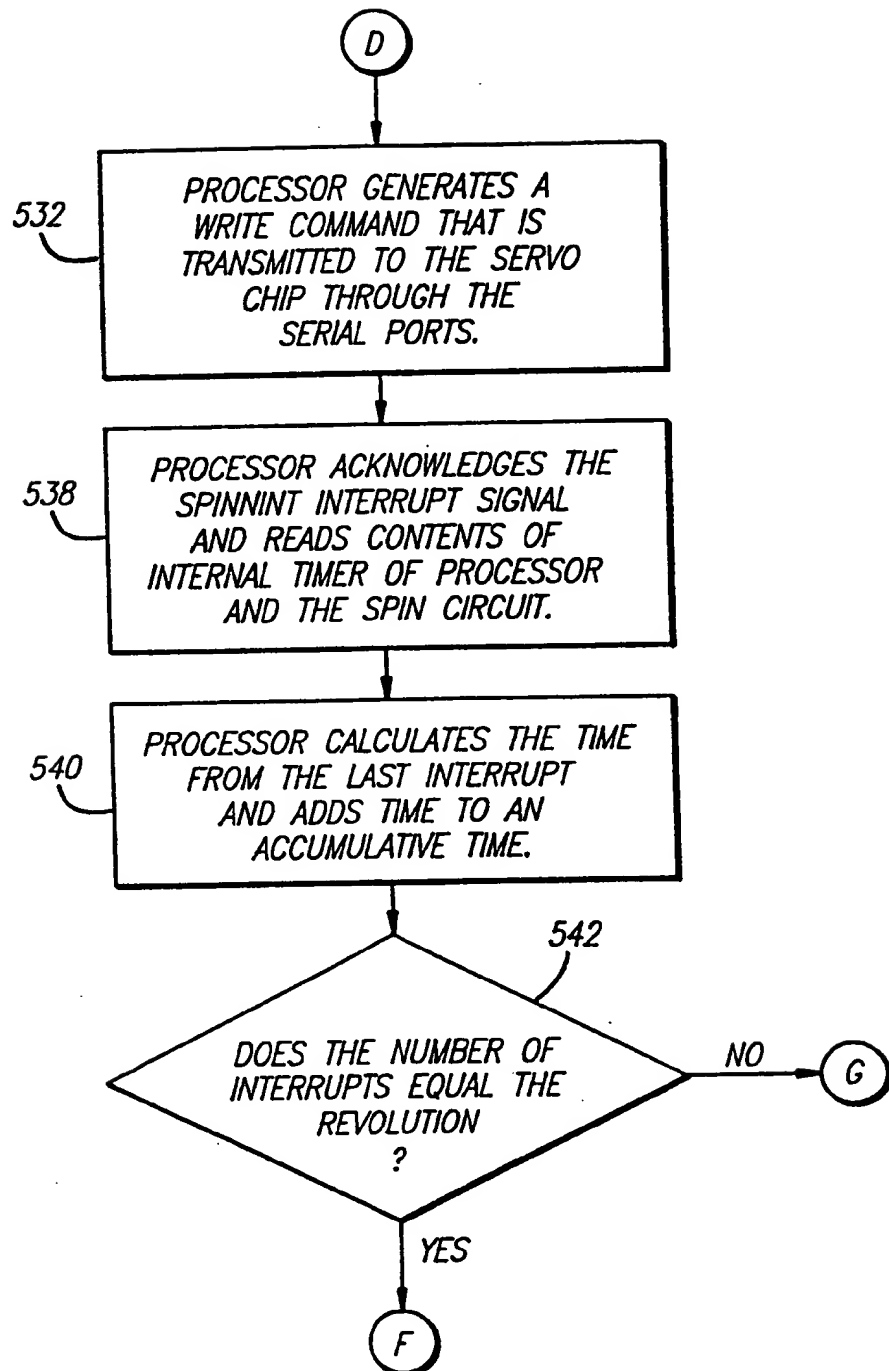 D
532
PROCESSOR GENERATES A
WRITE COMMAND THAT IS
TRANSMITTED TO THE SERVO
CHIP THROUGH THE
SERIAL PORTS.
538
PROCESSOR ACKNOWLEDGES THE
SPINNINT INTERRUPT SIGNAL
AND READS CONTENTS OF
INTERNAL TIMER OF PROCESSOR
AND THE SPIN CIRCUIT.
540
PROCESSOR CALCULATES THE TIME
FROM THE LAST INTERRUPT
AND ADDS TIME TO AN
ACCUMULATIVE TIME.
542
DOES THE NUMBER OF
INTERRUPTS EQUAL THE
REVOLUTION
?
NO
G
YES
F